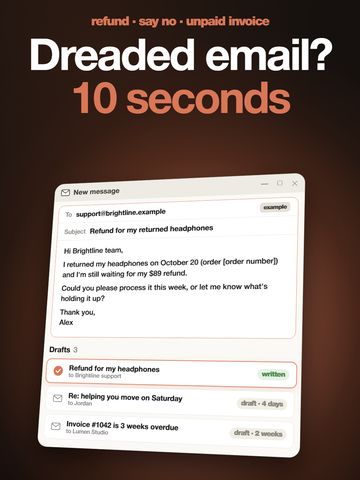 refund · say no · unpaid invoice
Dreaded email?
10 seconds
New message
To support@brightline.example
example
Subject Refund for my returned headphones
Hi Brightline team,
I returned my headphones on October 20 (order [order number])
and I'm still waiting for my $89 refund.
Could you please process it this week, or let me know what's
holding it up?
Thank you,
Alex
Drafts 3
Refund for my headphones
to Brightline support
written
Re: helping you move on Saturday
to Jordan
draft · 4 days
Invoice #1042 is 3 weeks overdue
to Lumen Studio
draft · 2 weeks